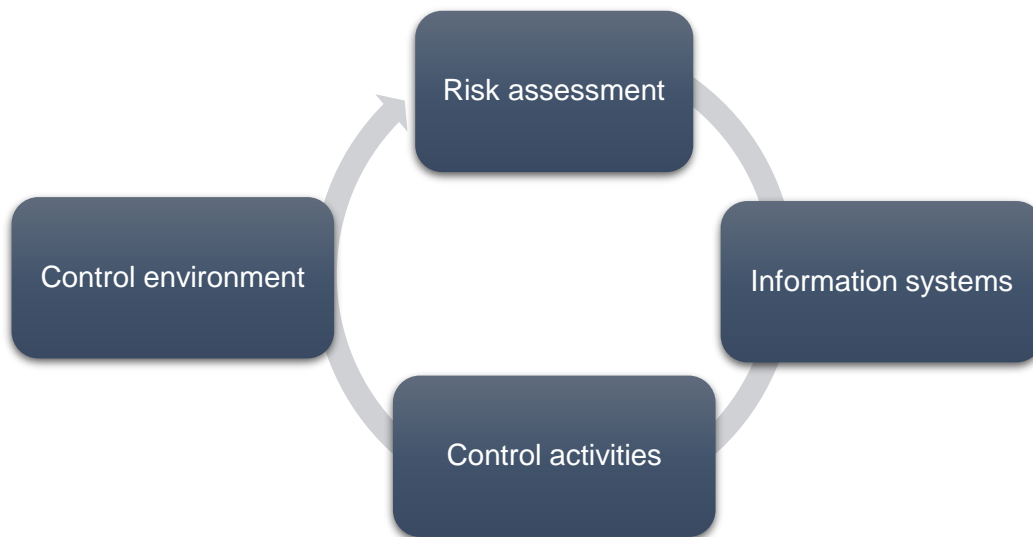 Risk assessment
Information systems
Control activities
Control environment